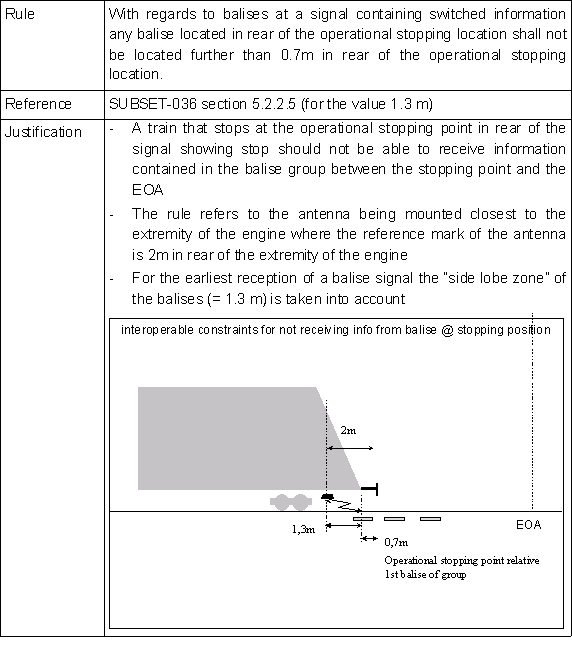 Rule
With regards to balises at a signal containing switched information
any balise located in rear of the operational stopping location shall not
be located further than 0.7m in rear of the operational stopping
location.
Reference
SUBSET-036 section 5.2.2.5 (for the value 1.3 m)
Justification
- A train that stops at the operational stopping point in rear of the
signal showing stop should not be able to receive information
contained in the balise group between the stopping point and the
EOA
- The rule refers to the antenna being mounted closest to the
extremity of the engine where the reference mark of the antenna
is 2m in rear of the extremity of the engine
- For the earliest reception of a balise signal the "side lobe zone" of
the balises (= 1.3 m) is taken into account
interoperable constraints for not receiving info from balise @ stopping position
2m
1,3m
EOA
0,7m
Operational stopping point relative
1st balise of group